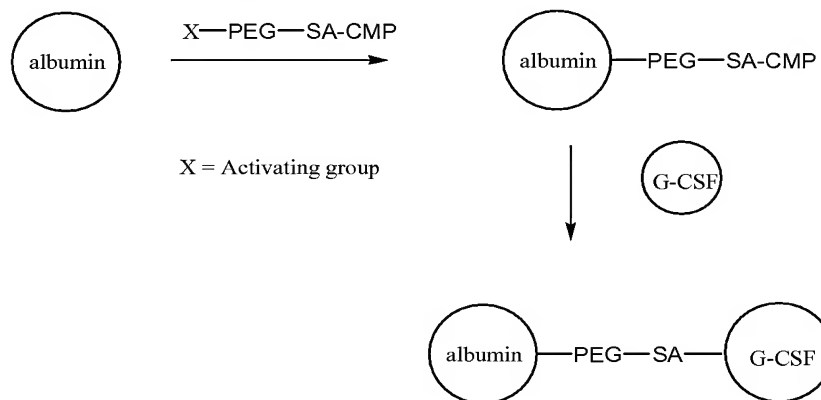 X—PEG—SA-CMP
albumin
albumin—PEG—SA-CMP
X = Activating group
G-CSF
albumin—PEG—SA—G-CSF